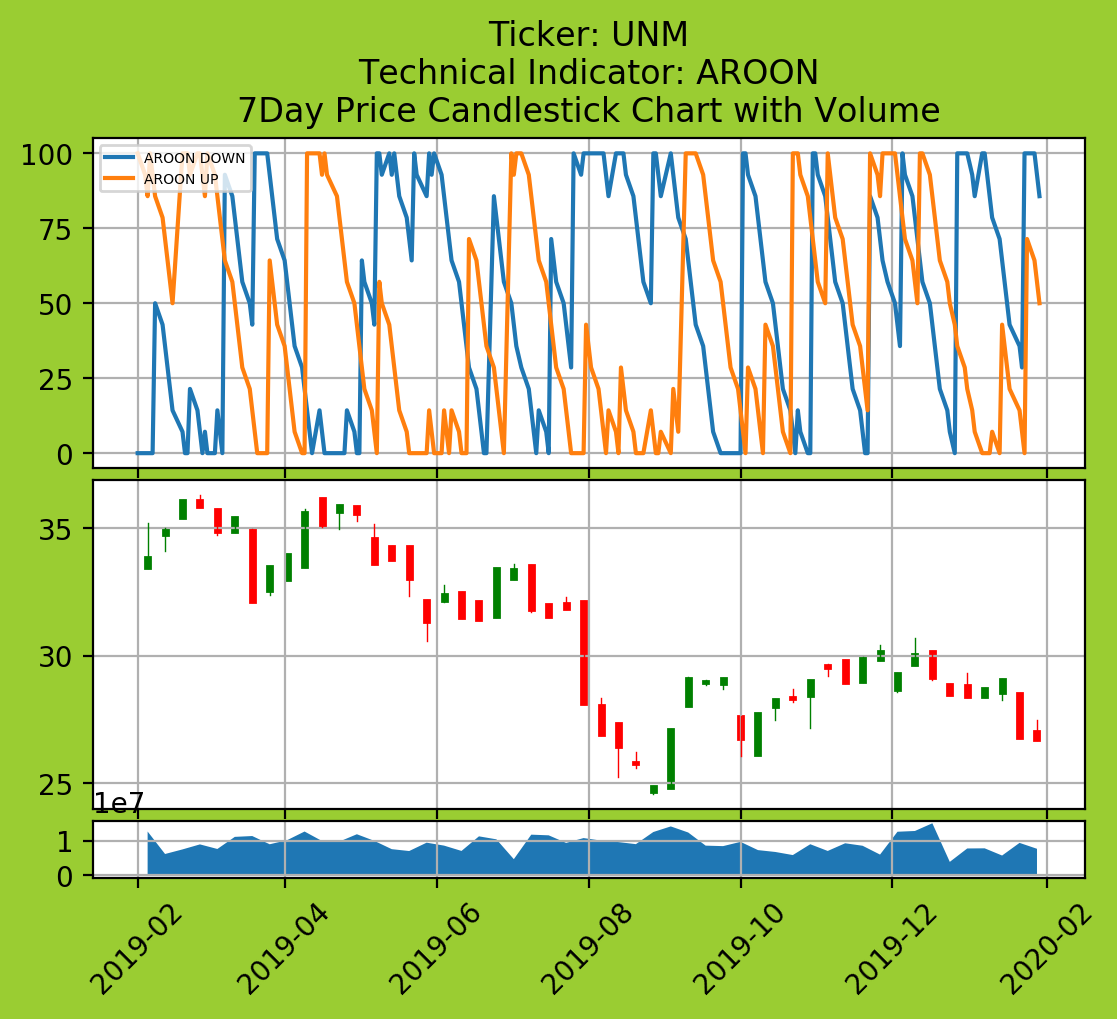 Ticker: UNM
Technical Indicator: AROON
7Day Price Candlestick Chart with Volume
100
75
50
25
0
AROON DOWN
AROON UP
35
30
25
1e7
1
0
2019-02
2019-04
2019-06
2019-08
2019-10
2019-12
2020-02